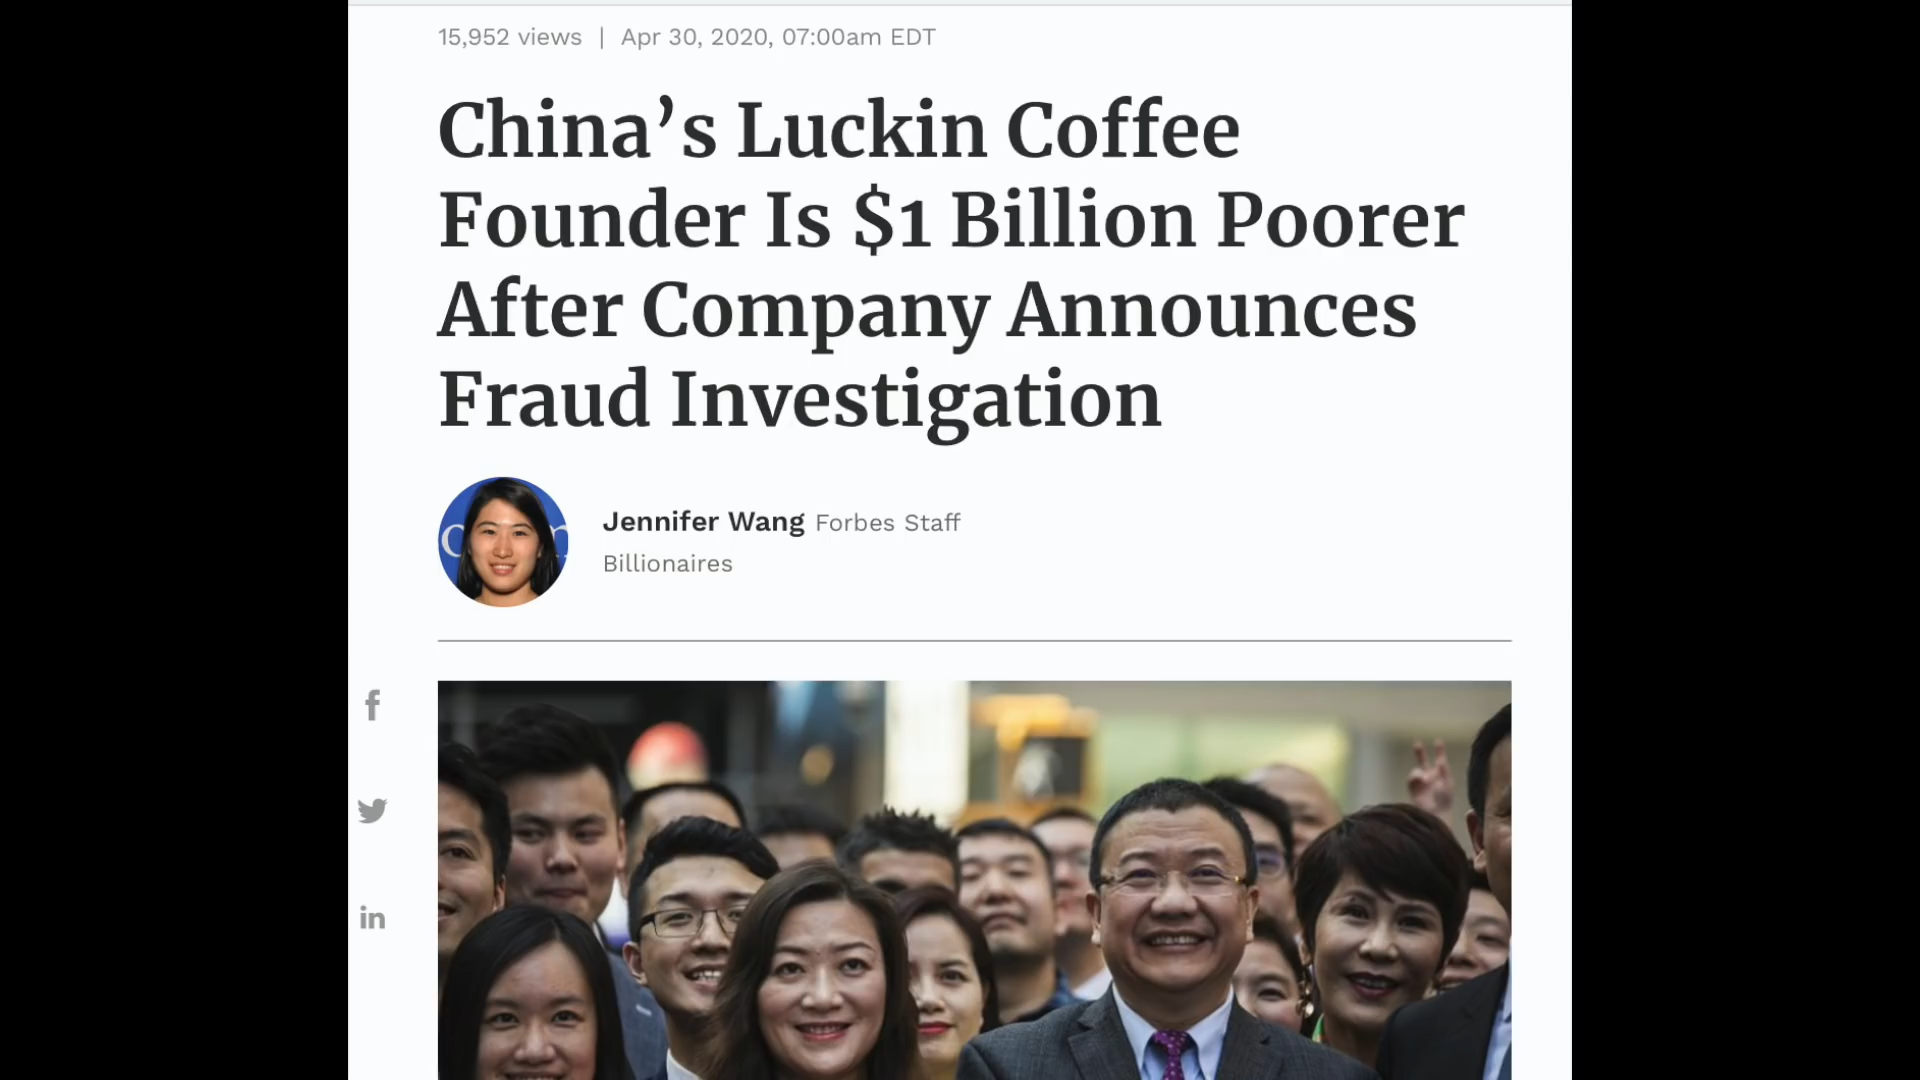 15,952 views | Apr 30, 2020, 07:00am EDT
China’s Luckin Coffee
Founder Is $1 Billion Poorer
After Company Announces
Fraud Investigation
Jennifer Wang Forbes Staff
Billionaires
f
in